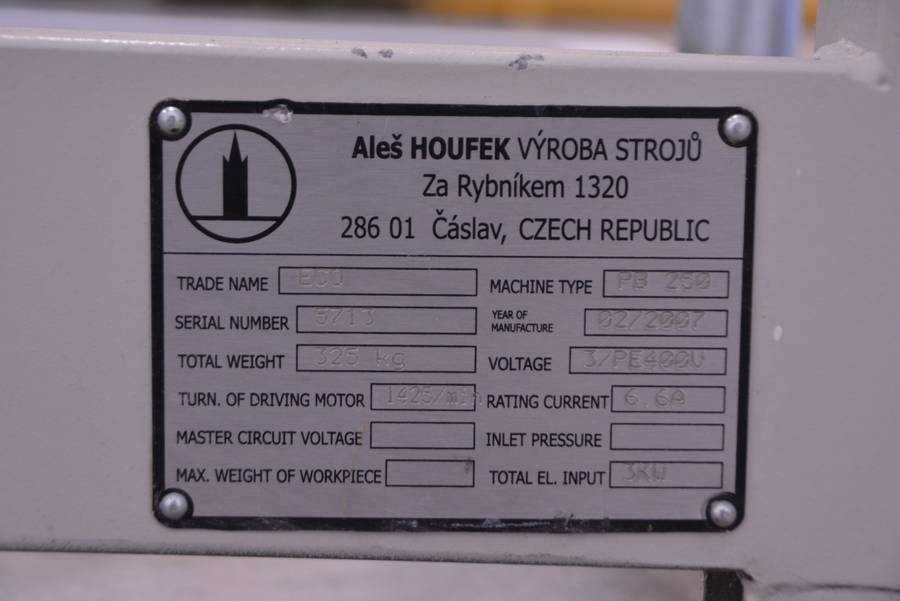 Aleš HOUFEK VÝROBA STROJŮ
Za Rybníkem 1320
286 01 Čáslav, CZECH REPUBLIC
TRADE NAME MACHINE TYPE PB 250
SERIAL NUMBER YEAR OF MANUFACTURE 02/2007
TOTAL WEIGHT 325 kg VOLTAGE 3/PE400V
TURN. OF DRIVING MOTOR 1425/min RATING CURRENT 6.6A
MASTER CIRCUIT VOLTAGE INLET PRESSURE
MAX. WEIGHT OF WORKPIECE TOTAL EL. INPUT 3KW